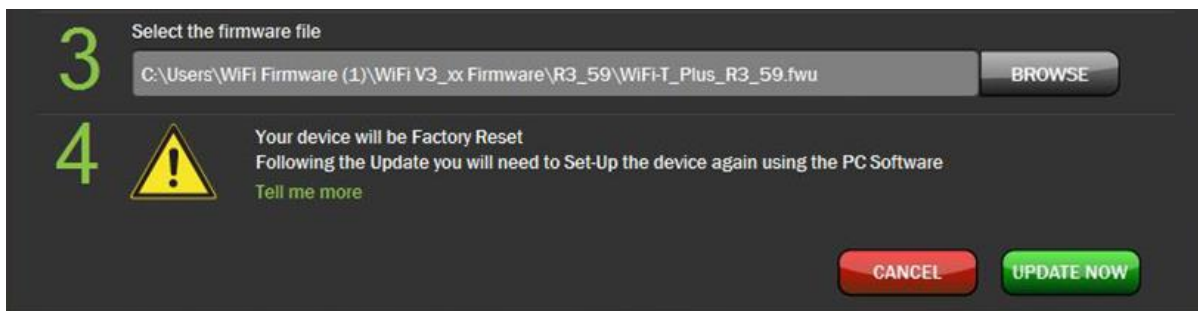 3
Select the firmware file
C:\Users\WiFi Firmware (1)\WiFi V3_xx Firmware\R3_59\WiFi-T_Plus_R3_59.fwu
BROWSE
4
Your device will be Factory Reset
Following the Update you will need to Set-Up the device again using the PC Software
Tell me more
CANCEL
UPDATE NOW